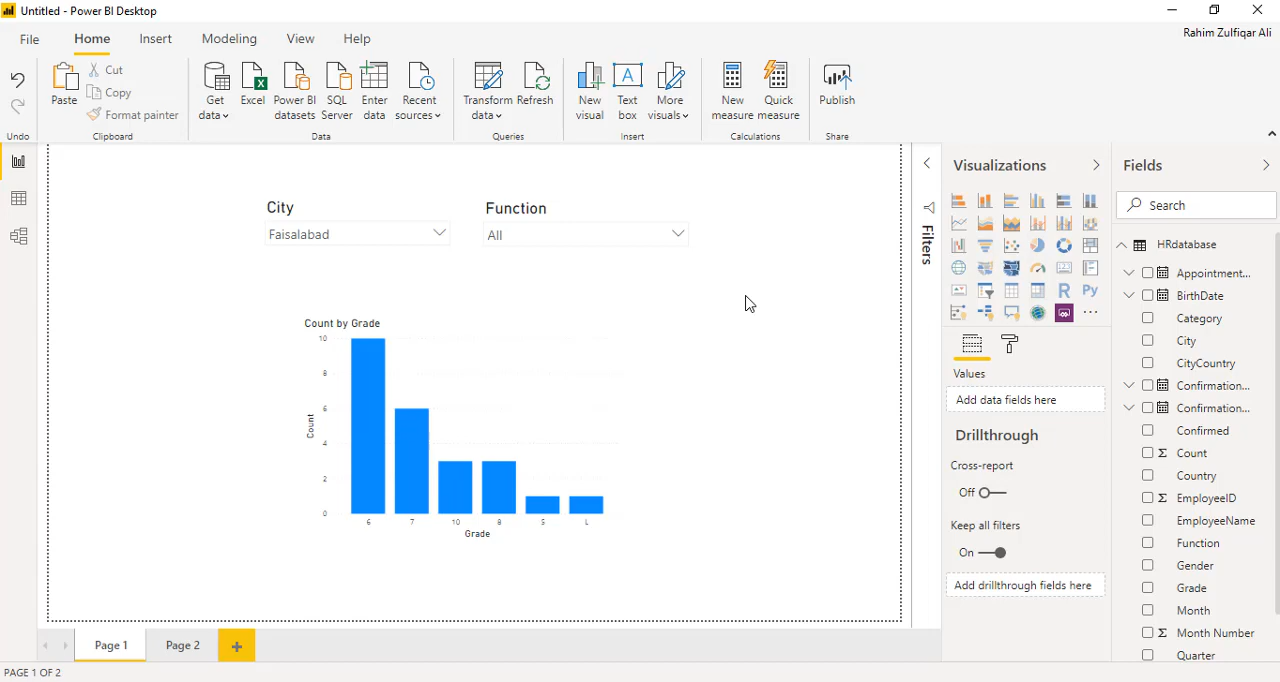 Untitled - Power BI Desktop
Rahim Zulfiqar Ali
File Home Insert Modeling View Help
Paste
Cut
Copy
Format painter
Get data
Excel
Power BI datasets
SQL Server
Enter data
Recent sources
Transform data
Refresh
New visual
Text box
More visuals
New measure
Quick measure
Publish
Undo
Clipboard
Data
Queries
Insert
Calculations
Share
City
Faisalabad
Function
All
Count by Grade
10
8
6
4
2
0
Count
6 7 10 8 S L
Grade
Filters
Visualizations
R Py
Values
Add data fields here
Drillthrough
Cross-report
Off
Keep all filters
On
Add drillthrough fields here
Fields
Search
HRdatabase
Appointment...
BirthDate
Category
City
CityCountry
Confirmation...
Confirmation...
Confirmed
Σ Count
Country
Σ EmployeeID
EmployeeName
Function
Gender
Grade
Month
Σ Month Number
Quarter
Page 1
Page 2
PAGE 1 OF 2